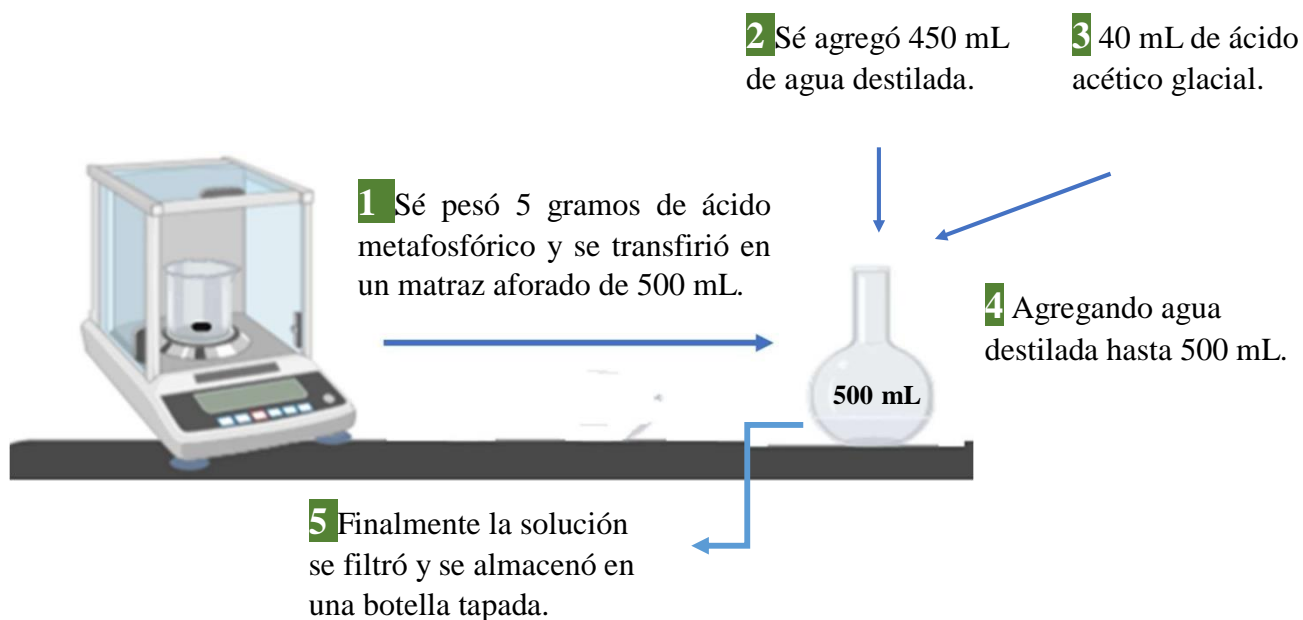 1 Sé pesó 5 gramos de ácido
metafosfórico y se transfirió en
un matraz aforado de 500 mL.
2 Sé agregó 450 mL
de agua destilada.
3 40 mL de ácido
acético glacial.
4 Agregando agua
destilada hasta 500 mL.
500 mL
5 Finalmente la solución
se filtró y se almacenó en
una botella tapada.